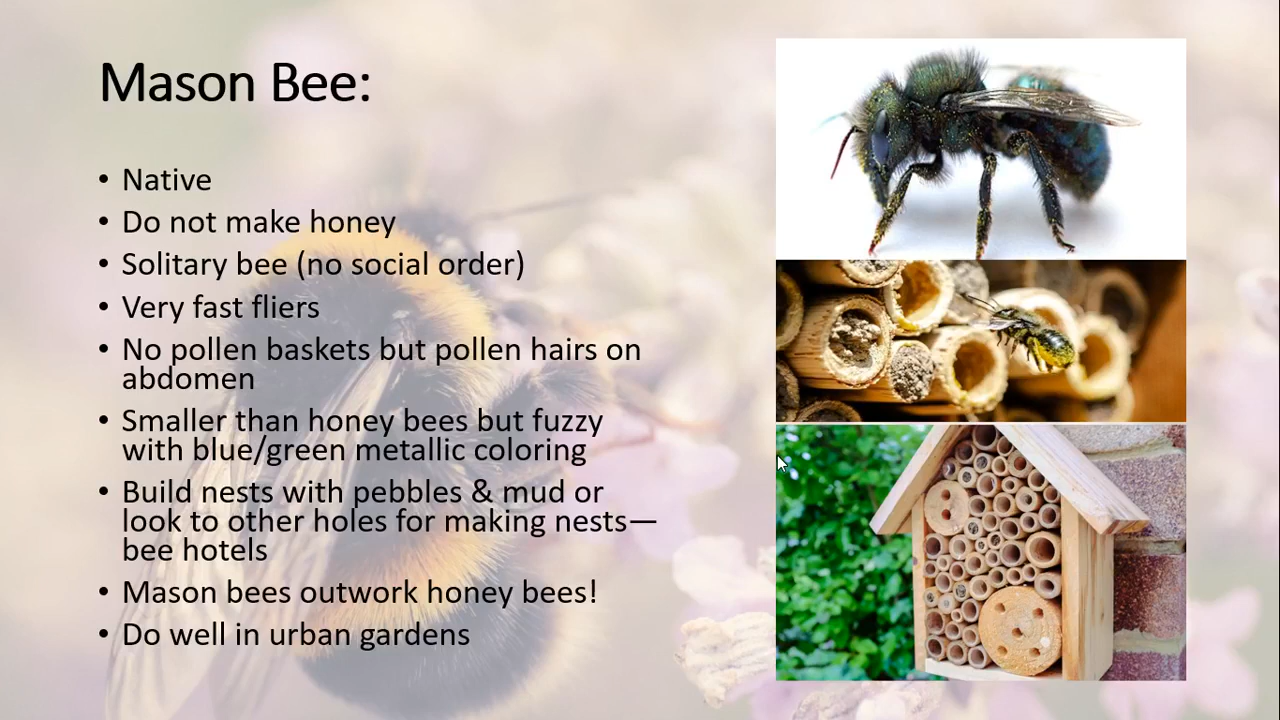 Mason Bee:
• Native
• Do not make honey
• Solitary bee (no social order)
• Very fast fliers
• No pollen baskets but pollen hairs on
abdomen
• Smaller than honey bees but fuzzy
with blue/green metallic coloring
• Build nests with pebbles & mud or
look to other holes for making nests—
bee hotels
• Mason bees outwork honey bees!
• Do well in urban gardens